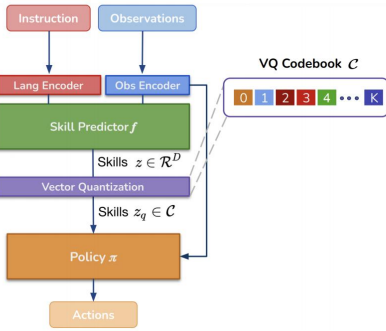 Instruction
Observations
Lang Encoder
Obs Encoder
VQ Codebook 𝒞
0 1 2 3 4 ••• K
Skill Predictor f
Skills z ∈ ℛ^D
Vector Quantization
Skills z_q ∈ 𝒞
Policy π
Actions